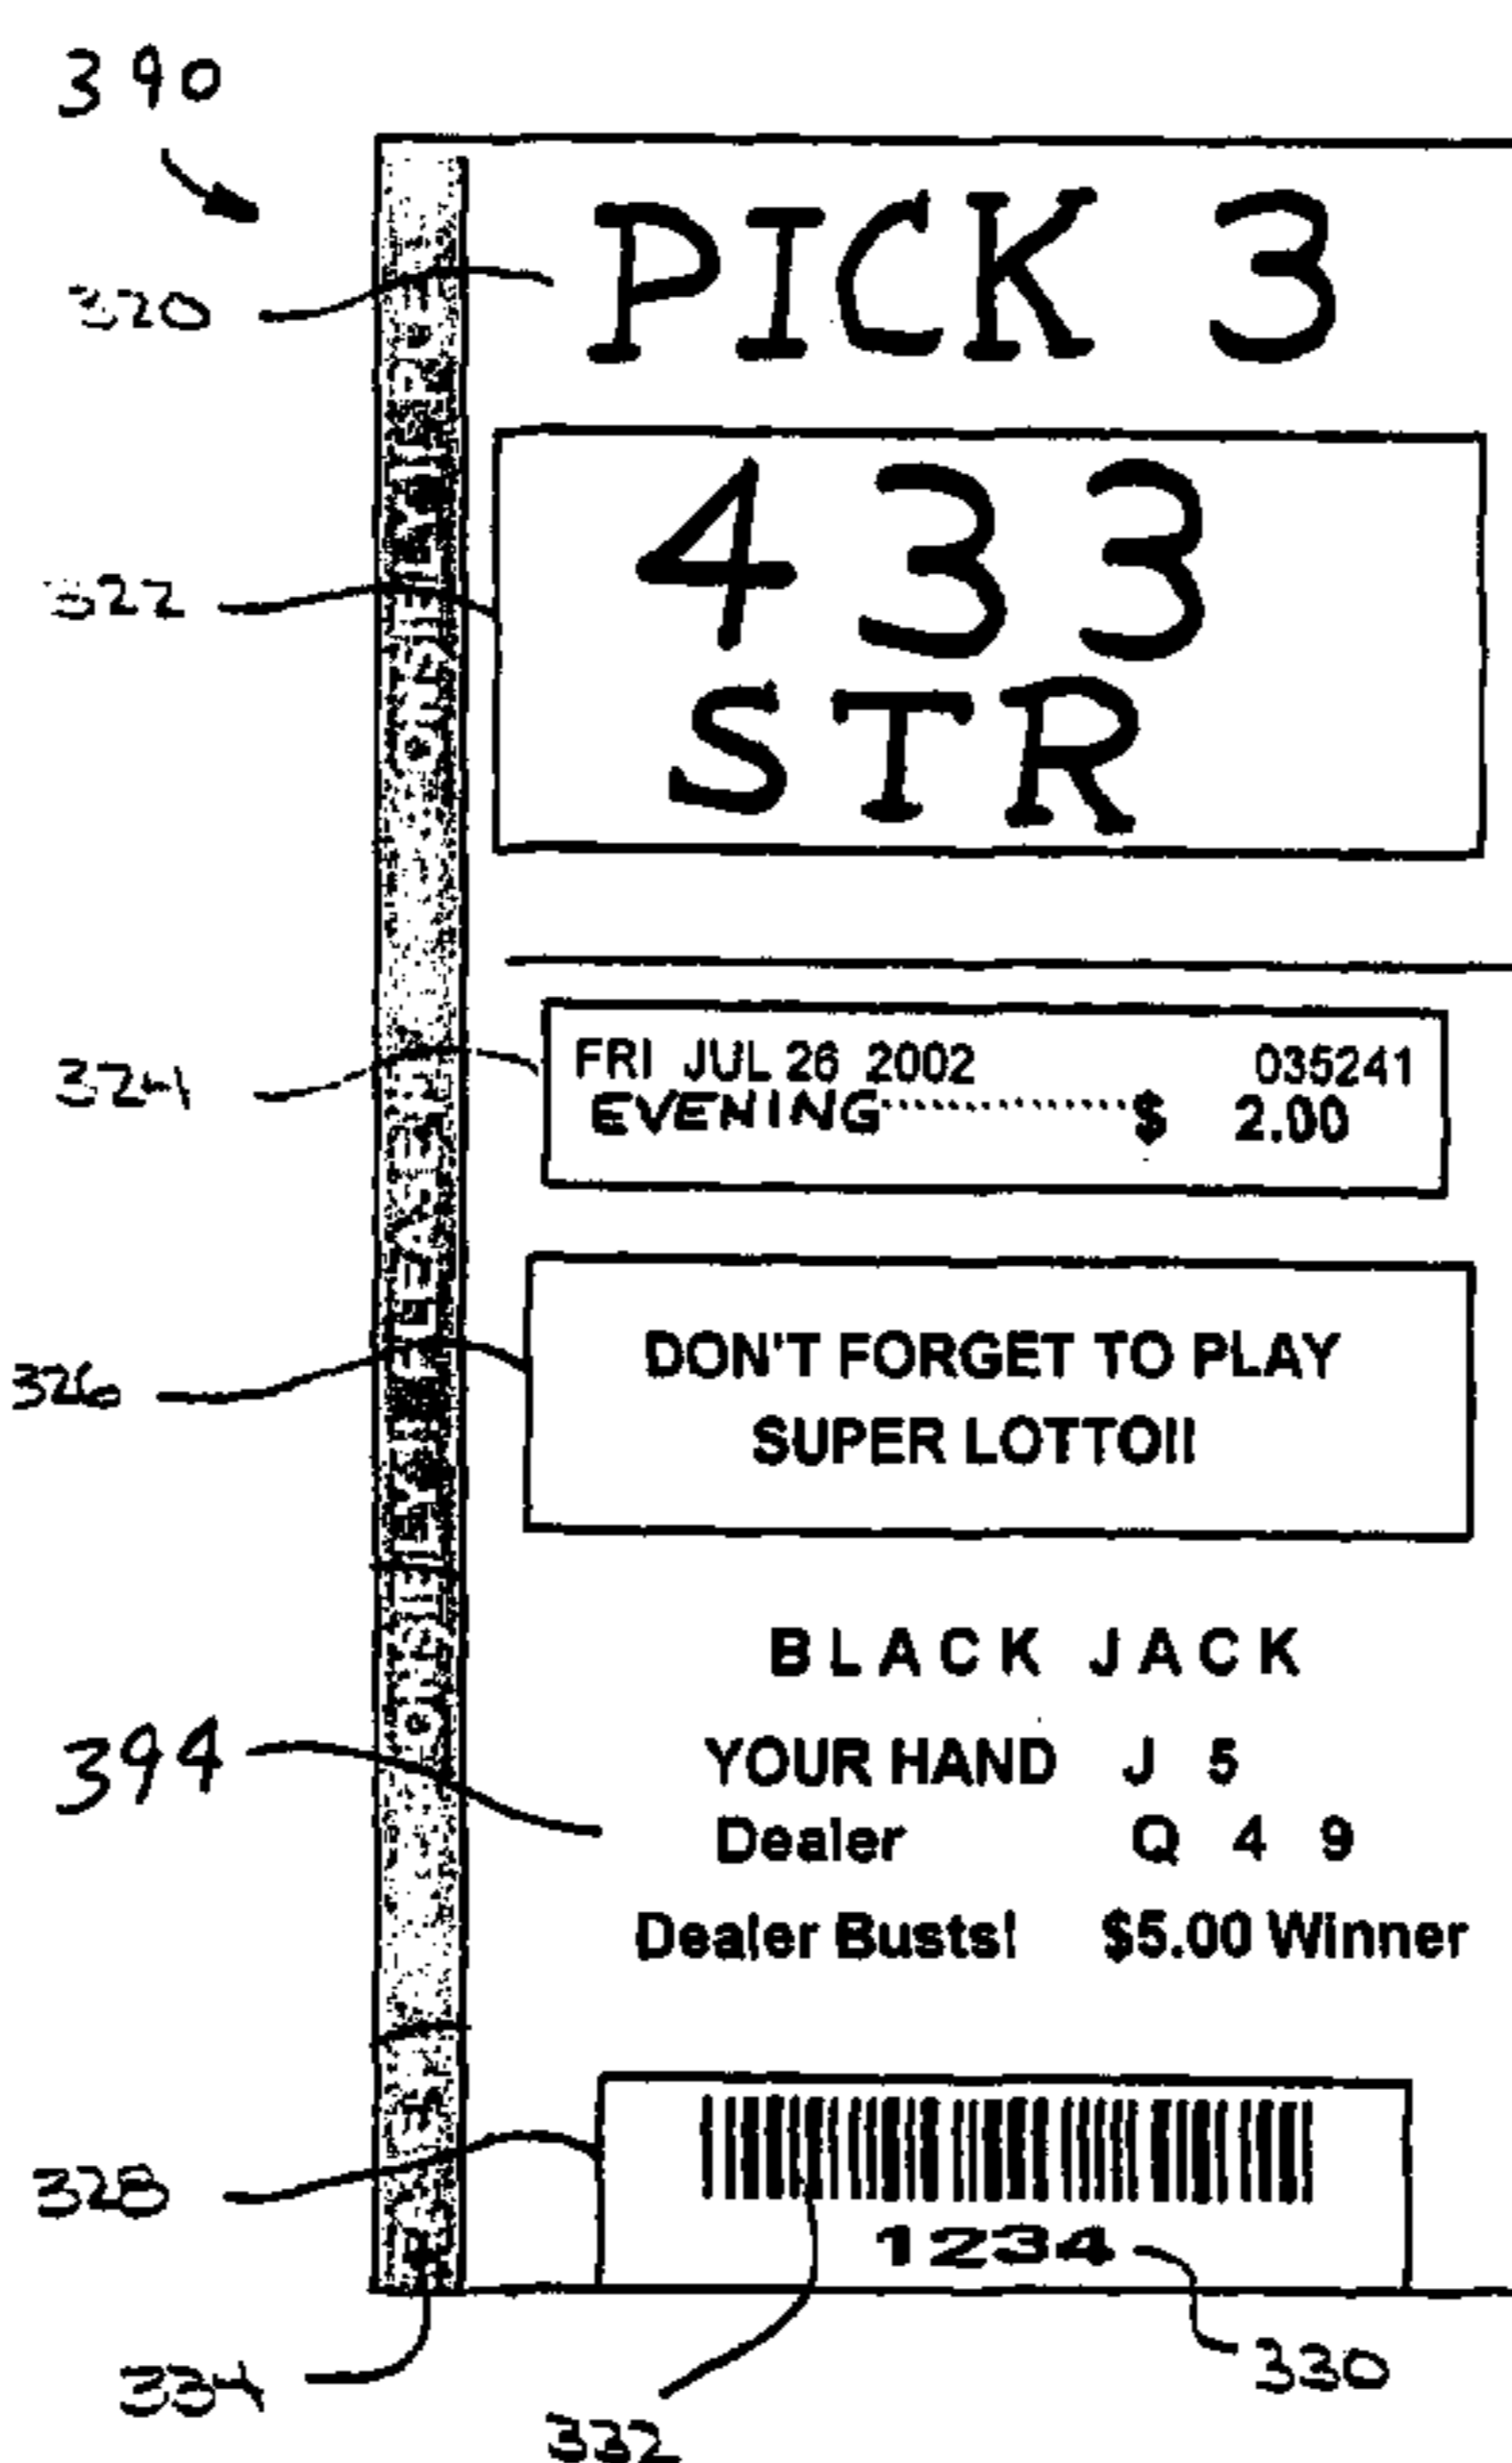 390
PICK 3
320
433
322
STR
FRI JUL 26 2002 035241
324
EVENING..............$ 2.00
DON'T FORGET TO PLAY
326
SUPER LOTTO!!
BLACK JACK
YOUR HAND J 5
394
Dealer Q 4 9
Dealer Busts! $5.00 Winner
328
1234
334
332
330